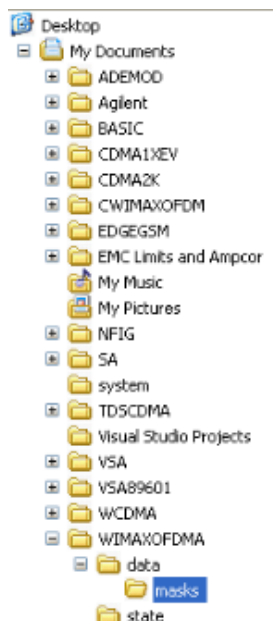 Desktop
My Documents
ADEMOD
Agilent
BASIC
CDMA1XEV
CDMA2K
CWIMAXOFDM
EDGEGSM
EMC Limits and Ampcor
My Music
My Pictures
NFIG
SA
system
TDSCDMA
Visual Studio Projects
VSA
VSA89601
WCDMA
WIMAXOFDMA
data
masks
state